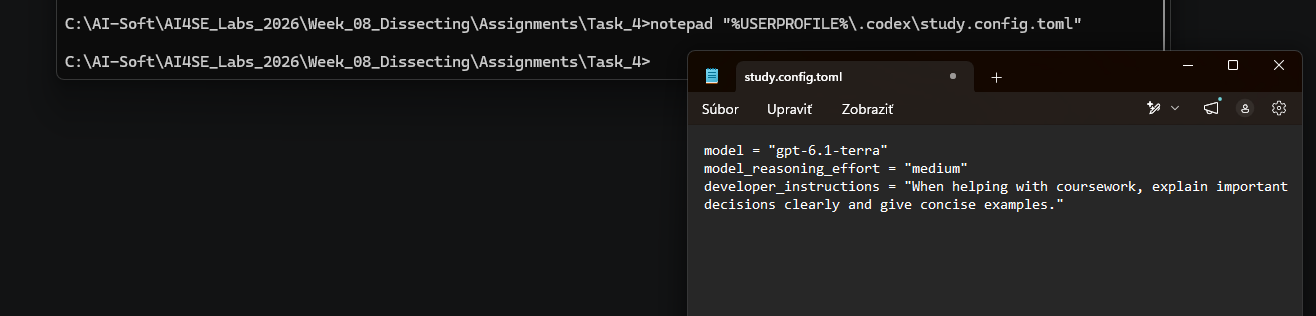 C:\AI-Soft\AI4SE_Labs_2026\Week_08_Dissecting\Assignments\Task_4>notepad "%USERPROFILE%\.codex\study.config.toml"
C:\AI-Soft\AI4SE_Labs_2026\Week_08_Dissecting\Assignments\Task_4>
study.config.toml
Súbor Upraviť Zobraziť
model = "gpt-6.1-terra"
model_reasoning_effort = "medium"
developer_instructions = "When helping with coursework, explain important
decisions clearly and give concise examples."